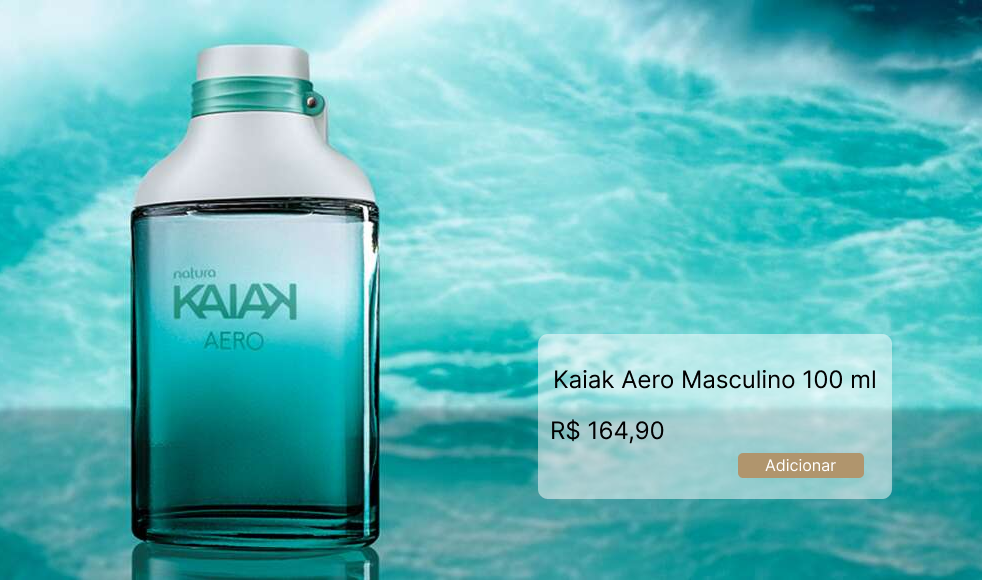 natura
KAIAK
AERO
Kaiak Aero Masculino 100 ml
R$ 164,90
Adicionar